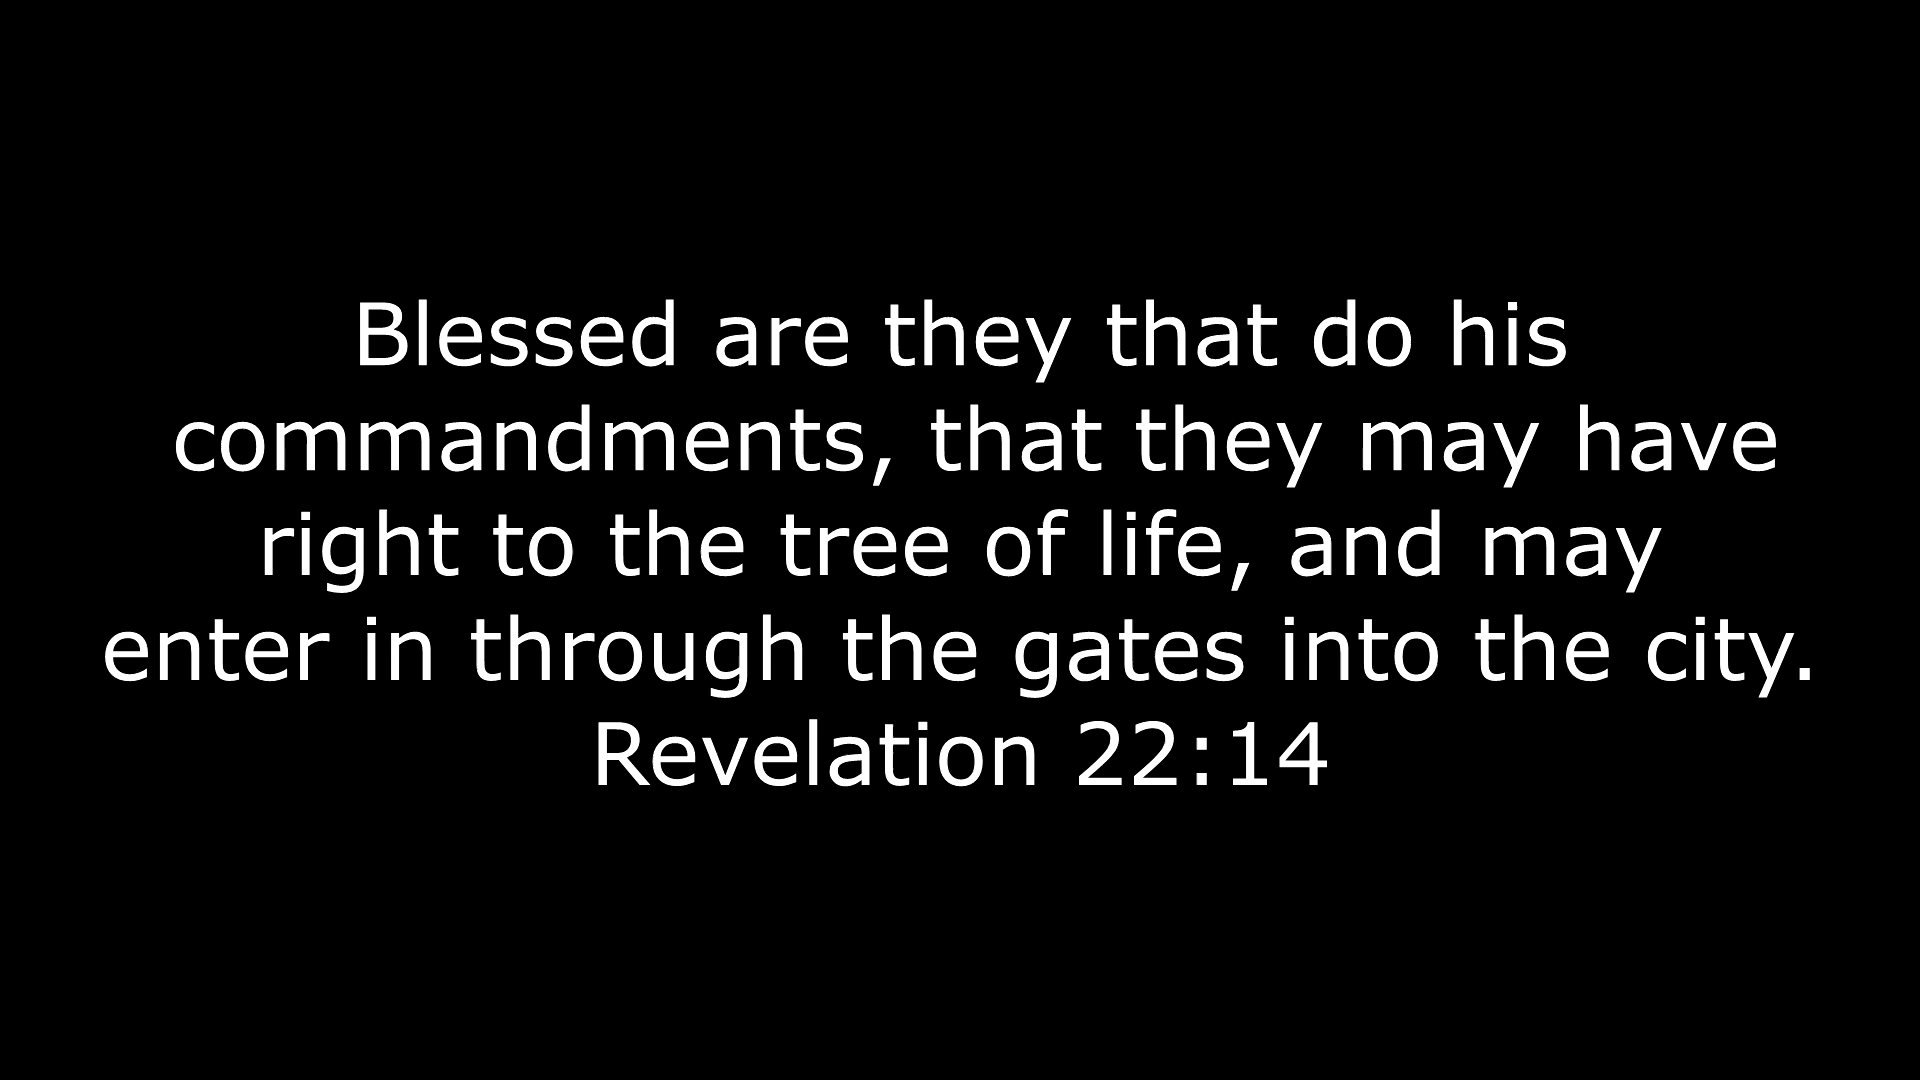 Blessed are they that do his
commandments, that they may have
right to the tree of life, and may
enter in through the gates into the city.
Revelation 22:14